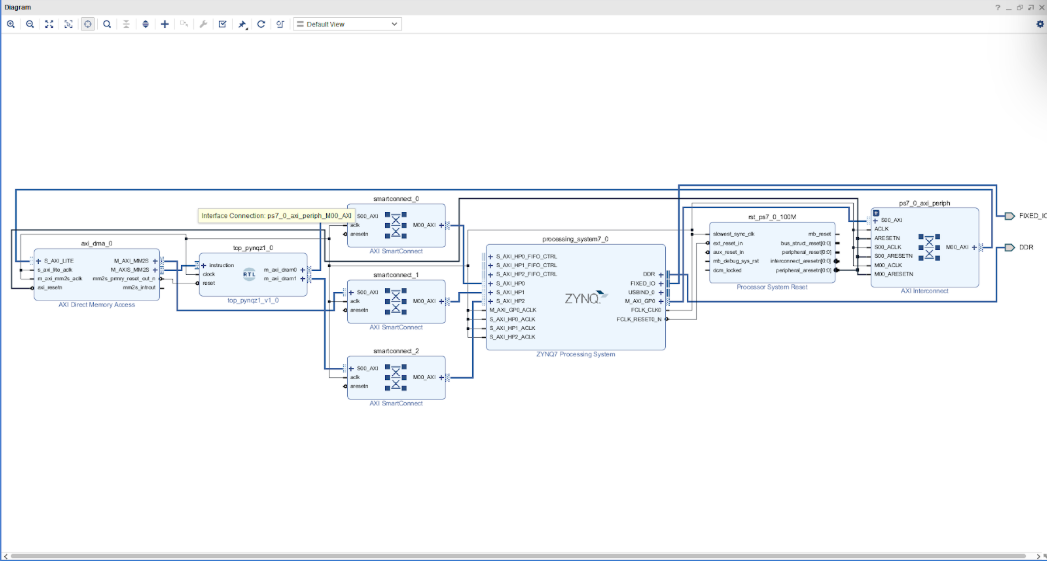 Diagram
Default View
Interface Connection: ps7_0_axi_periph_M00_AXI
smartconnect_0
S00_AXI
aclk
aresetn
M00_AXI
AXI SmartConnect
axi_dma_0
S_AXI_LITE
s_axi_lite_aclk
m_axi_mm2s_aclk
axi_resetn
M_AXI_MM2S
M_AXIS_MM2S
mm2s_prmry_reset_out_n
mm2s_introut
AXI Direct Memory Access
top_pynqz1_0
instruction
clock
reset
RTL
m_axi_dram0
m_axi_dram1
top_pynqz1_v1_0
smartconnect_1
S00_AXI
aclk
aresetn
M00_AXI
AXI SmartConnect
smartconnect_2
S00_AXI
aclk
aresetn
M00_AXI
AXI SmartConnect
processing_system7_0
S_AXI_HP0_FIFO_CTRL
S_AXI_HP1_FIFO_CTRL
S_AXI_HP2_FIFO_CTRL
S_AXI_HP0
S_AXI_HP1
S_AXI_HP2
M_AXI_GP0_ACLK
S_AXI_HP0_ACLK
S_AXI_HP1_ACLK
S_AXI_HP2_ACLK
ZYNQ
DDR
FIXED_IO
USBIND_0
M_AXI_GP0
FCLK_CLK0
FCLK_RESET0_N
ZYNQ7 Processing System
rst_ps7_0_100M
slowest_sync_clk
ext_reset_in
aux_reset_in
mb_debug_sys_rst
dcm_locked
mb_reset
bus_struct_reset[0:0]
peripheral_reset[0:0]
interconnect_aresetn[0:0]
peripheral_aresetn[0:0]
Processor System Reset
ps7_0_axi_periph
S00_AXI
ACLK
ARESETN
S00_ACLK
S00_ARESETN
M00_ACLK
M00_ARESETN
M00_AXI
AXI Interconnect
FIXED_IO
DDR